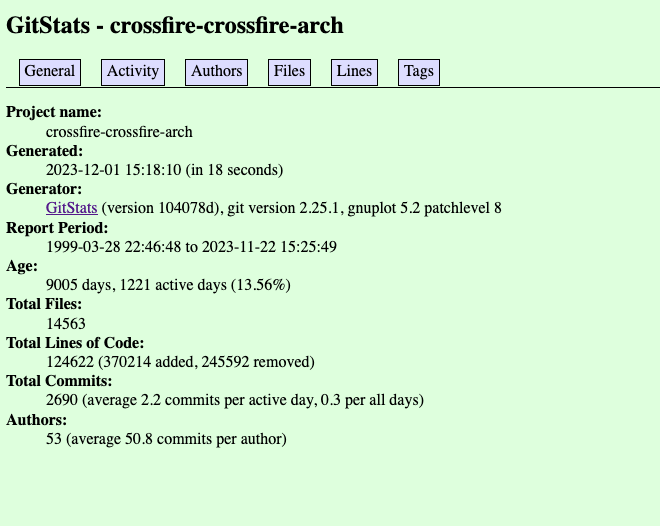 GitStats - crossfire-crossfire-arch
General Activity Authors Files Lines Tags
Project name:
crossfire-crossfire-arch
Generated:
2023-12-01 15:18:10 (in 18 seconds)
Generator:
GitStats (version 104078d), git version 2.25.1, gnuplot 5.2 patchlevel 8
Report Period:
1999-03-28 22:46:48 to 2023-11-22 15:25:49
Age:
9005 days, 1221 active days (13.56%)
Total Files:
14563
Total Lines of Code:
124622 (370214 added, 245592 removed)
Total Commits:
2690 (average 2.2 commits per active day, 0.3 per all days)
Authors:
53 (average 50.8 commits per author)